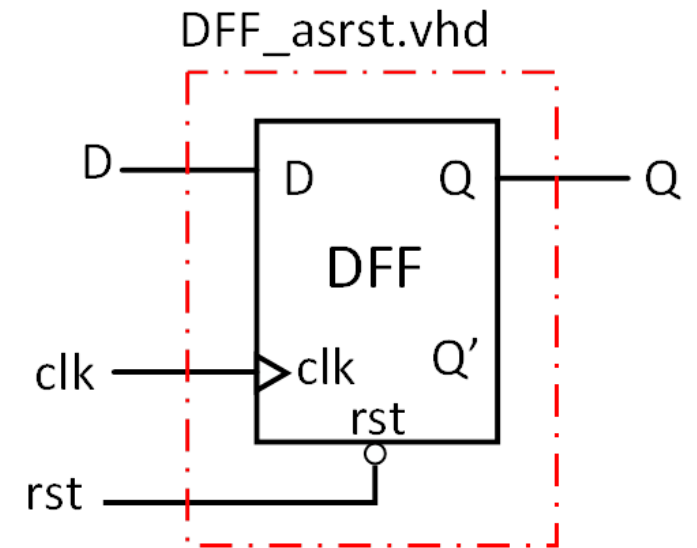 DFF_asrst.vhd
D
D
Q
Q
DFF
clk
clk
Q’
rst
rst